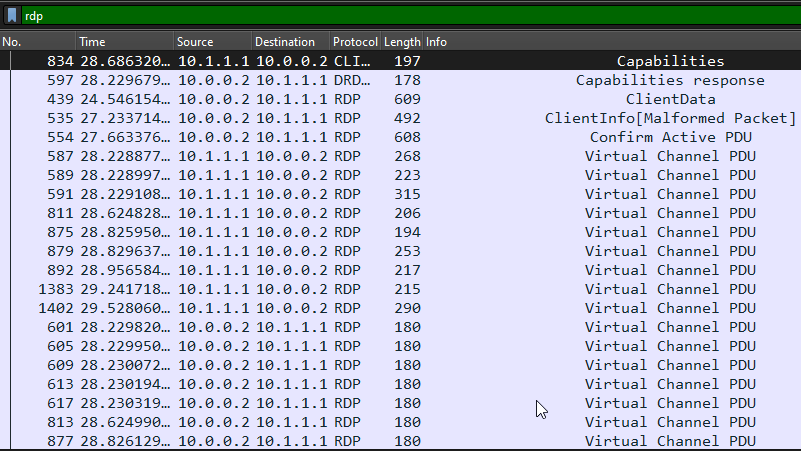 rdp
No. Time Source Destination Protocol Length Info
834 28.686320… 10.1.1.1 10.0.0.2 CLI… 197 Capabilities
597 28.229679… 10.0.0.2 10.1.1.1 DRD… 178 Capabilities response
439 24.546154… 10.0.0.2 10.1.1.1 RDP 609 ClientData
535 27.233714… 10.0.0.2 10.1.1.1 RDP 492 ClientInfo[Malformed Packet]
554 27.663376… 10.0.0.2 10.1.1.1 RDP 608 Confirm Active PDU
587 28.228877… 10.1.1.1 10.0.0.2 RDP 268 Virtual Channel PDU
589 28.228997… 10.1.1.1 10.0.0.2 RDP 223 Virtual Channel PDU
591 28.229108… 10.1.1.1 10.0.0.2 RDP 315 Virtual Channel PDU
811 28.624828… 10.1.1.1 10.0.0.2 RDP 206 Virtual Channel PDU
875 28.825950… 10.1.1.1 10.0.0.2 RDP 194 Virtual Channel PDU
879 28.829637… 10.1.1.1 10.0.0.2 RDP 253 Virtual Channel PDU
892 28.956584… 10.1.1.1 10.0.0.2 RDP 217 Virtual Channel PDU
1383 29.241718… 10.1.1.1 10.0.0.2 RDP 215 Virtual Channel PDU
1402 29.528060… 10.1.1.1 10.0.0.2 RDP 290 Virtual Channel PDU
601 28.229820… 10.0.0.2 10.1.1.1 RDP 180 Virtual Channel PDU
605 28.229950… 10.0.0.2 10.1.1.1 RDP 180 Virtual Channel PDU
609 28.230072… 10.0.0.2 10.1.1.1 RDP 180 Virtual Channel PDU
613 28.230194… 10.0.0.2 10.1.1.1 RDP 180 Virtual Channel PDU
617 28.230319… 10.0.0.2 10.1.1.1 RDP 180 Virtual Channel PDU
813 28.624990… 10.0.0.2 10.1.1.1 RDP 180 Virtual Channel PDU
877 28.826129… 10.0.0.2 10.1.1.1 RDP 180 Virtual Channel PDU